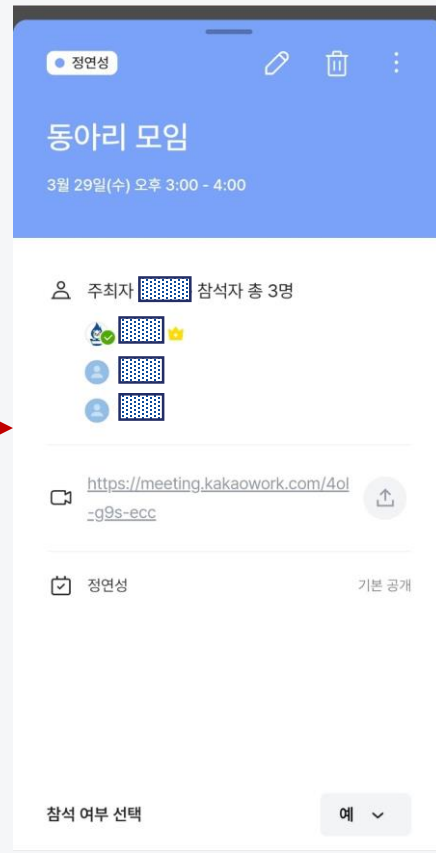 정연성
동아리 모임
3월 29일(수) 오후 3:00 - 4:00
주최자 참석자 총 3명
https://meeting.kakaowork.com/4ol
-g9s-ecc
정연성 기본 공개
참석 여부 선택 예